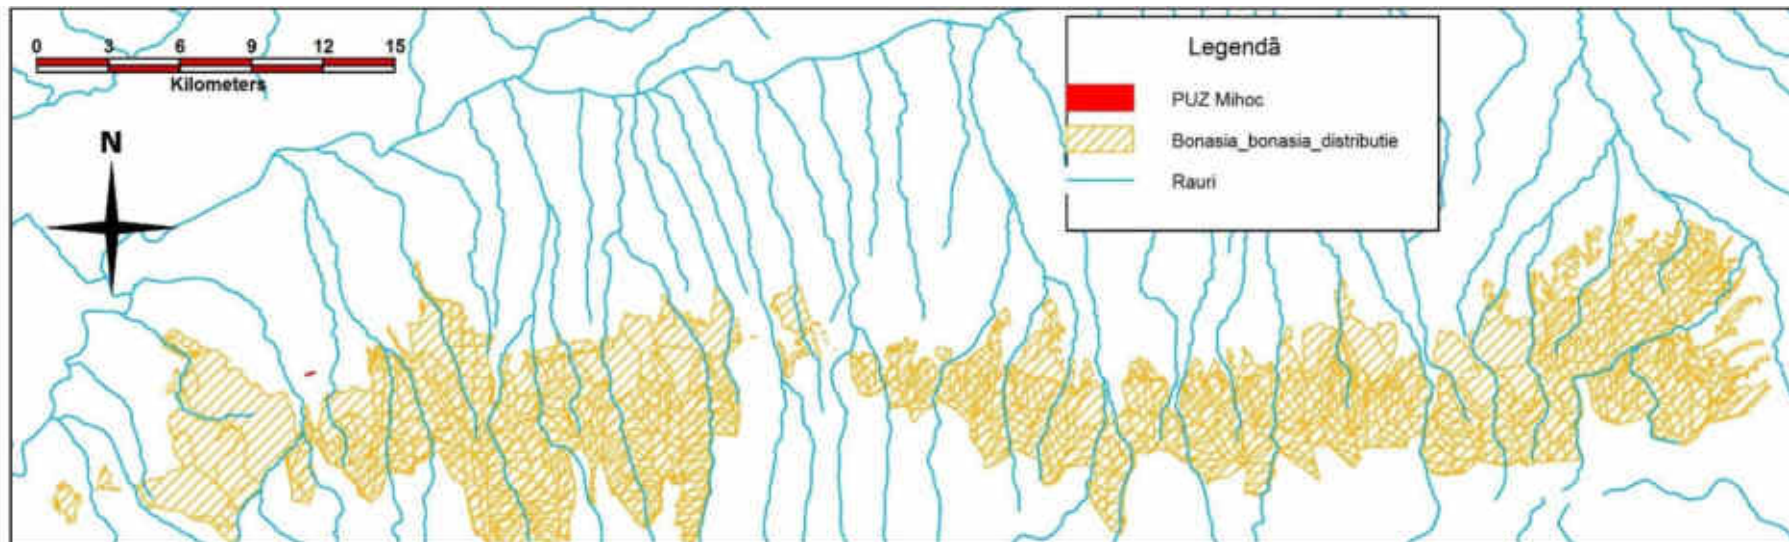 0 3 6 9 12 15
Kilometers
N
Legendă
PUZ Mihoc
Bonasia_bonasia_distributie
Rauri